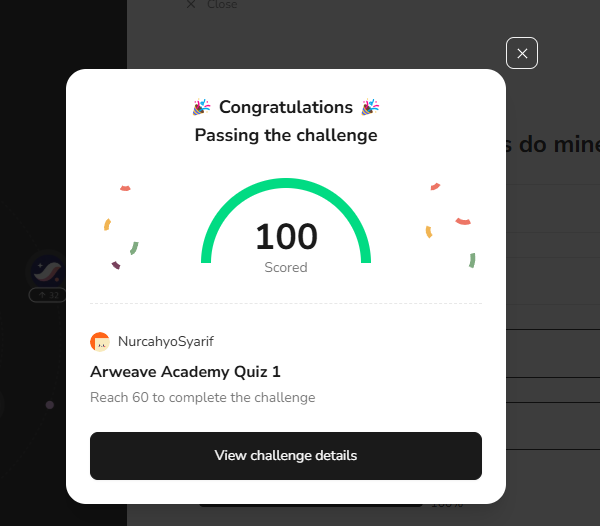 Close
Congratulations
Passing the challenge
s do mine
100
Scored
NurcahyoSyarif
Arweave Academy Quiz 1
Reach 60 to complete the challenge
View challenge details
100%